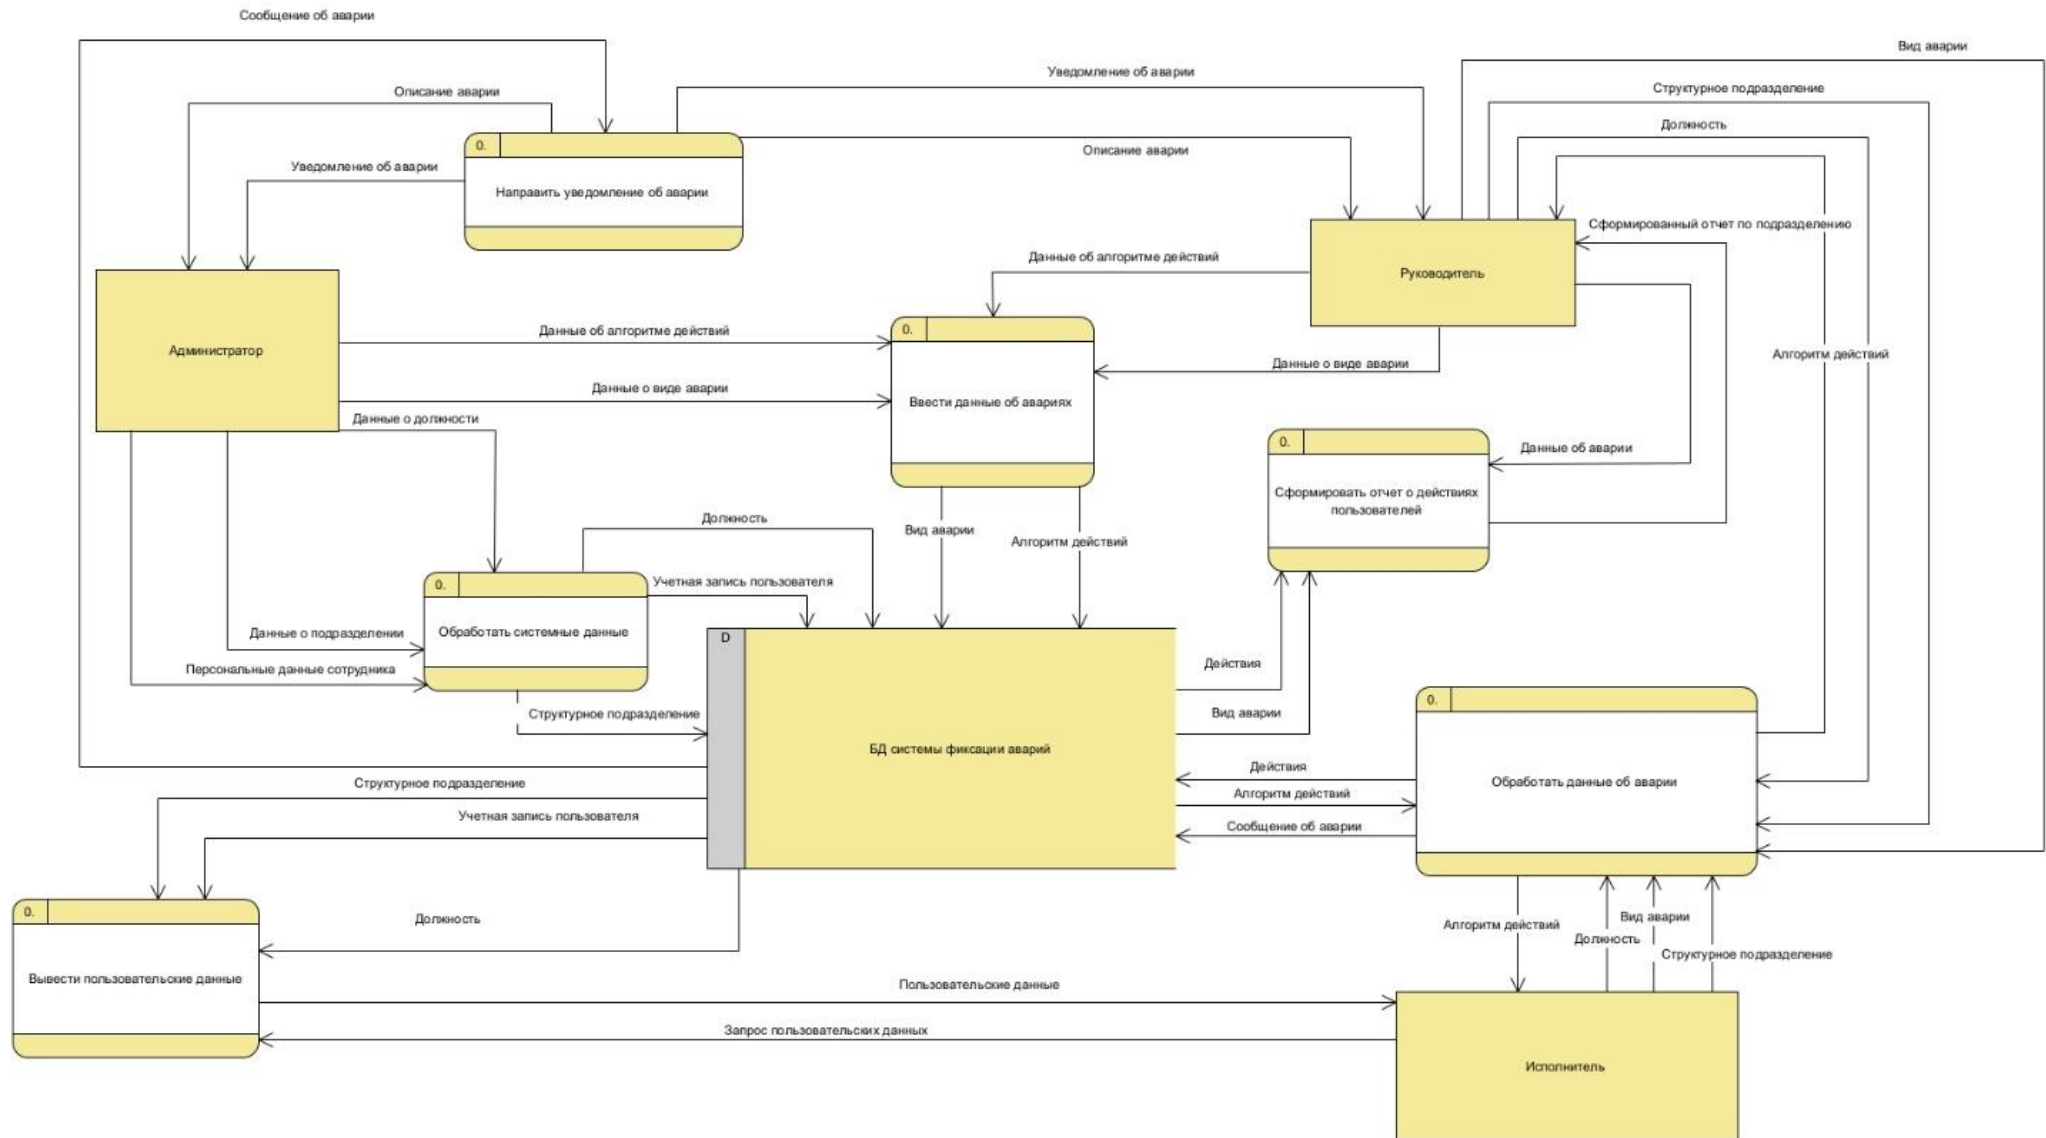 Сообщение об аварии
Вид аварии
Уведомление об аварии
Описание аварии
Структурное подразделение
Должность
0.
Описание аварии
Уведомление об аварии
Направить уведомление об аварии
Сформированный отчет по подразделению
Данные об алгоритме действий
Руководитель
Данные об алгоритме действий
0.
Администратор
Алгоритм действий
Данные о виде аварии
Данные о виде аварии
Ввести данные об авариях
Данные о должности
0.
Данные об аварии
Сформировать отчет о действиях
пользователей
Должность
Вид аварии
Алгоритм действий
0.
Учетная запись пользователя
Данные о подразделении
Обработать системные данные
D
Действия
Персональные данные сотрудника
0.
Структурное подразделение
Вид аварии
БД системы фиксации аварий
Действия
Обработать данные об аварии
Структурное подразделение
Алгоритм действий
Учетная запись пользователя
Сообщение об аварии
0.
Должность
Алгоритм действий
Вид аварии
Должность
Структурное подразделение
Вывести пользовательские данные
Пользовательские данные
Запрос пользовательских данных
Исполнитель